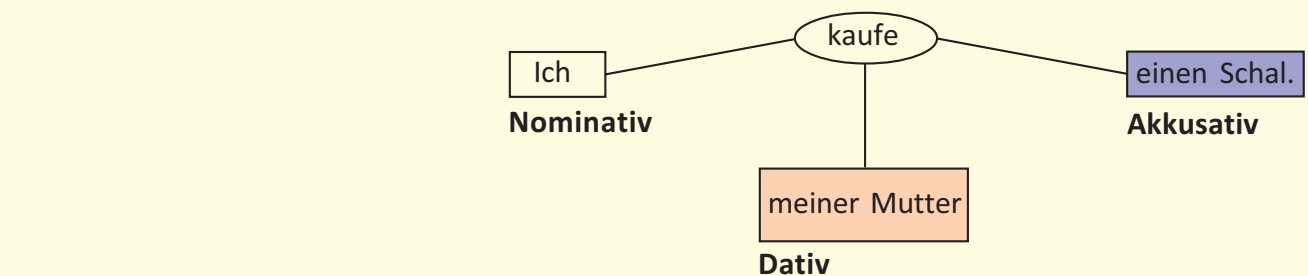 kaufe
Ich
einen Schal.
Nominativ
Akkusativ
meiner Mutter
Dativ